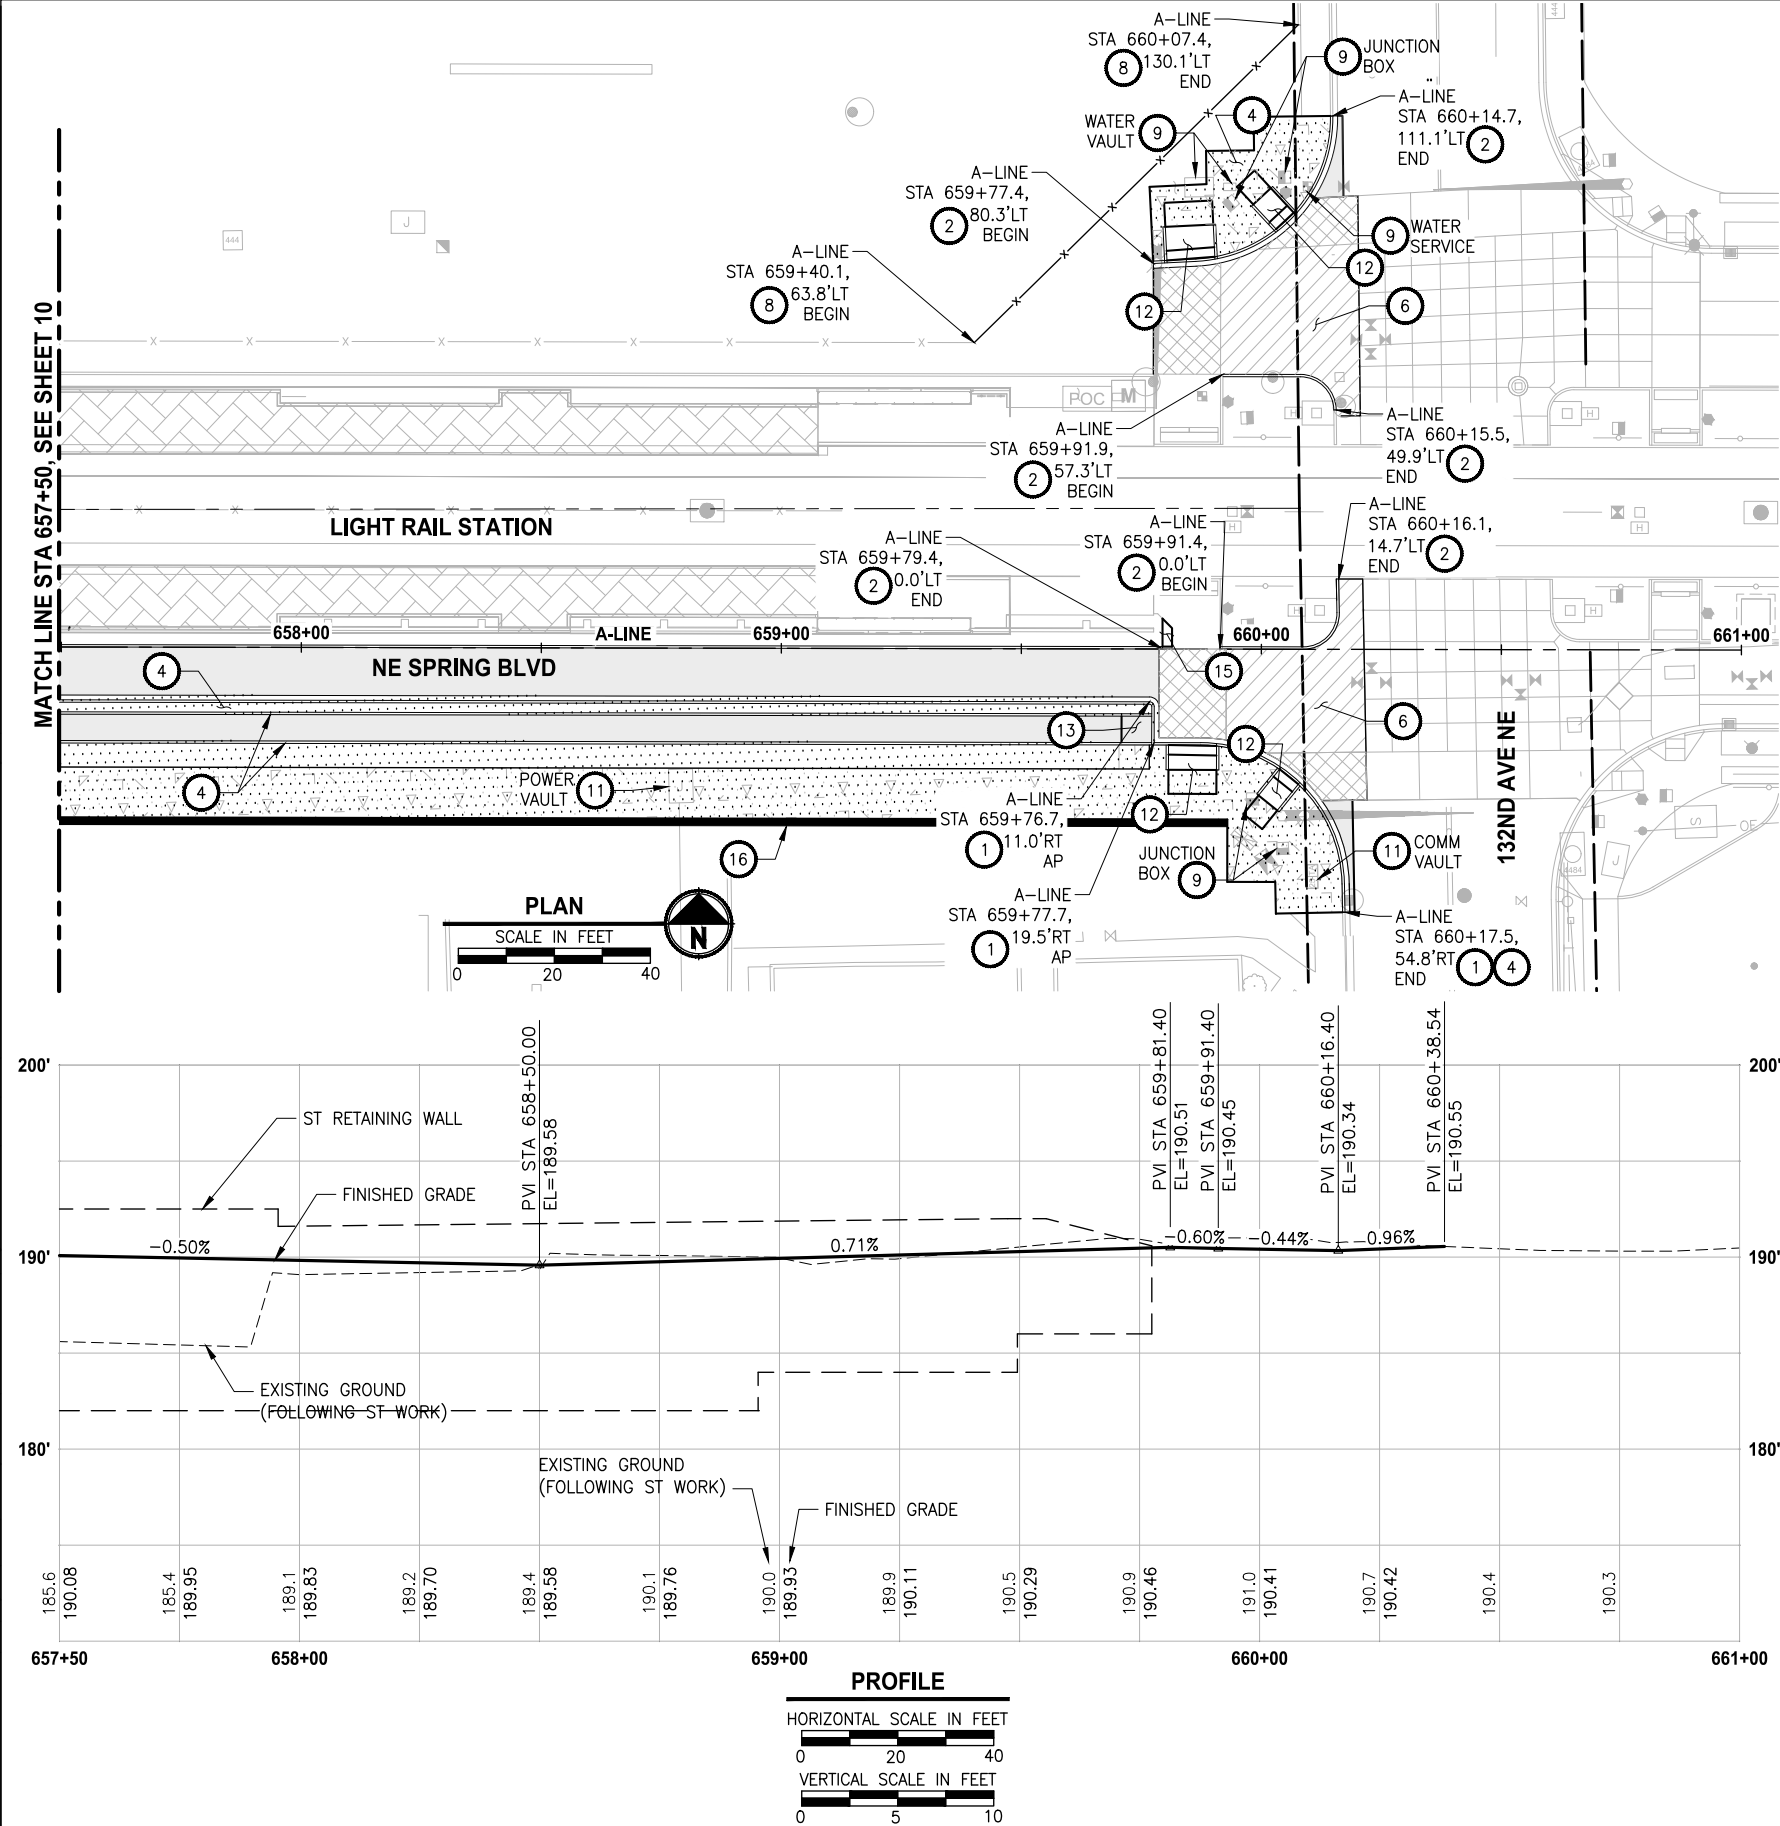 A-LINE
STA 660+07.4,
130.1'LT
8
END
9
JUNCTION
BOX
A-LINE
STA 660+14.7,
111.1'LT
2
END
WATER
VAULT
9
4
A-LINE
STA 659+77.4,
80.3'LT
2
BEGIN
9
WATER
SERVICE
12
A-LINE
STA 659+40.1,
63.8'LT
8
BEGIN
12
6
J
444
MATCH LINE STA 657+50, SEE SHEET 10
POC
M
H
H
A-LINE
STA 659+91.9,
57.3'LT
2
BEGIN
A-LINE
STA 660+15.5,
49.9'LT
2
END
LIGHT RAIL STATION
A-LINE
STA 659+79.4,
0.0'LT
2
END
A-LINE
STA 659+91.4,
0.0'LT
2
BEGIN
A-LINE
STA 660+16.1,
14.7'LT
2
END
H
H
H
H
658+00
A-LINE
659+00
660+00
661+00
NE SPRING BLVD
4
15
13
12
6
132ND AVE NE
4
POWER
VAULT
11
A-LINE
STA 659+76.7,
11.0'RT
1
AP
12
16
JUNCTION
BOX
9
11
COMM
VAULT
S
J
4484
A-LINE
STA 659+77.7,
19.5'RT
1
AP
A-LINE
STA 660+17.5,
54.8'RT
1
4
END
PLAN
N
SCALE IN FEET
0
20
40
200'
200'
PVI STA 658+50.00
EL=189.58
PVI STA 659+81.40
EL=190.51
PVI STA 659+91.40
EL=190.45
PVI STA 660+16.40
EL=190.34
PVI STA 660+38.54
EL=190.55
ST RETAINING WALL
FINISHED GRADE
-0.50%
0.71%
-0.60%
-0.44%
0.96%
190'
190'
EXISTING GROUND
(FOLLOWING ST WORK)
180'
180'
EXISTING GROUND
(FOLLOWING ST WORK)
FINISHED GRADE
185.6
190.08
185.4
189.95
189.1
189.83
189.2
189.70
189.4
189.58
190.1
189.76
190.0
189.93
189.9
190.11
190.5
190.29
190.9
190.46
191.0
190.41
190.7
190.42
190.4
190.3
657+50
658+00
659+00
660+00
661+00
PROFILE
HORIZONTAL SCALE IN FEET
0
20
40
VERTICAL SCALE IN FEET
0
5
10